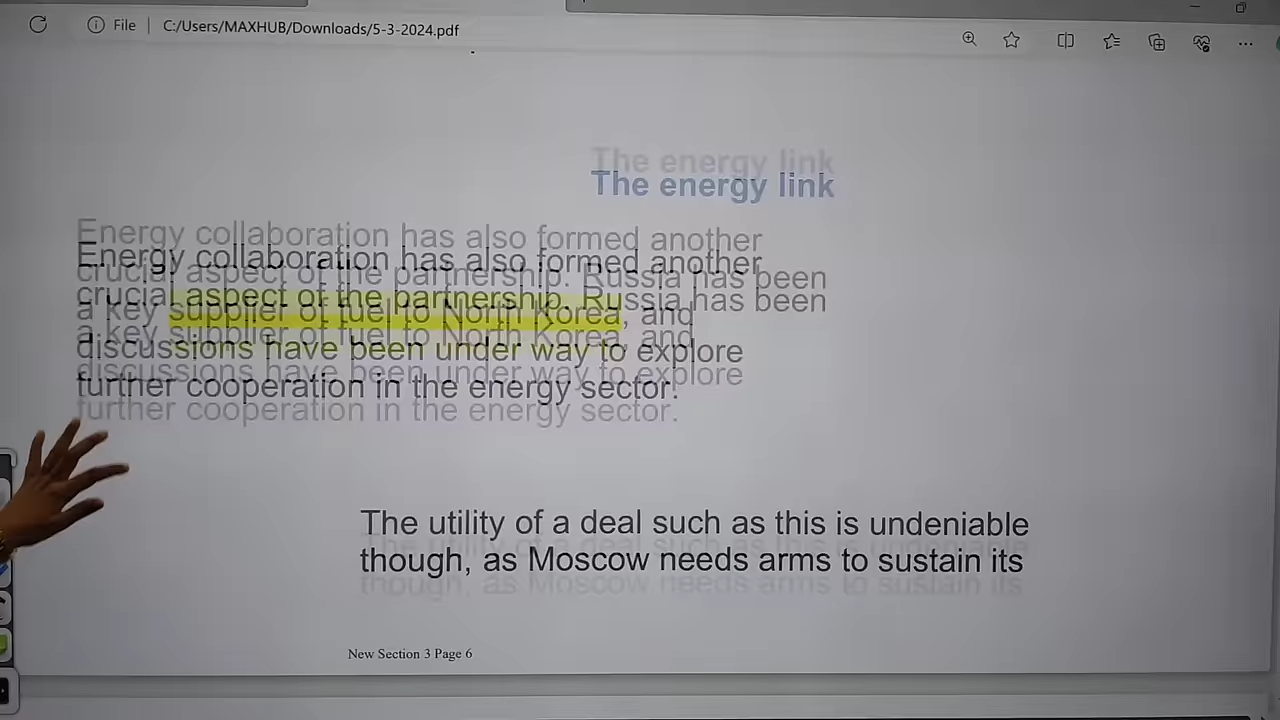 File
C:/Users/MAXHUB/Downloads/5-3-2024.pdf
The energy link
Energy collaboration has also formed another
crucial aspect of the partnership. Russia has been
a key supplier of fuel to North Korea, and
discussions have been under way to explore
further cooperation in the energy sector.
The utility of a deal such as this is undeniable
though, as Moscow needs arms to sustain its
New Section 3 Page 6